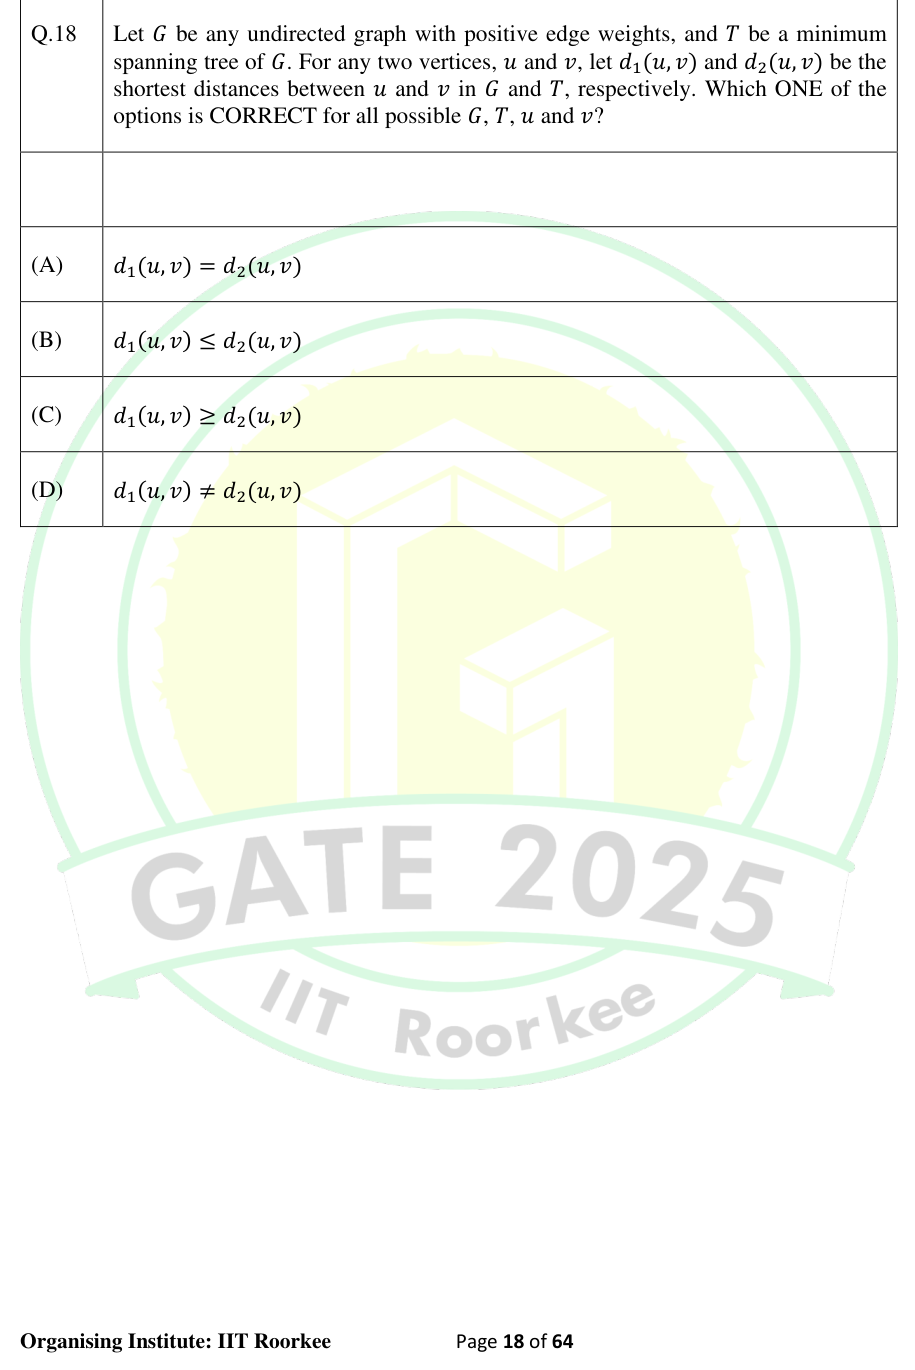 Q.18 Let G be any undirected graph with positive edge weights, and T be a minimum
spanning tree of G. For any two vertices, u and v, let d₁(u, v) and d₂(u, v) be the
shortest distances between u and v in G and T, respectively. Which ONE of the
options is CORRECT for all possible G, T, u and v?
(A) d₁(u, v) = d₂(u, v)
(B) d₁(u, v) ≤ d₂(u, v)
(C) d₁(u, v) ≥ d₂(u, v)
(D) d₁(u, v) ≠ d₂(u, v)
GATE 2025
IIT Roorkee
Organising Institute: IIT Roorkee Page 18 of 64